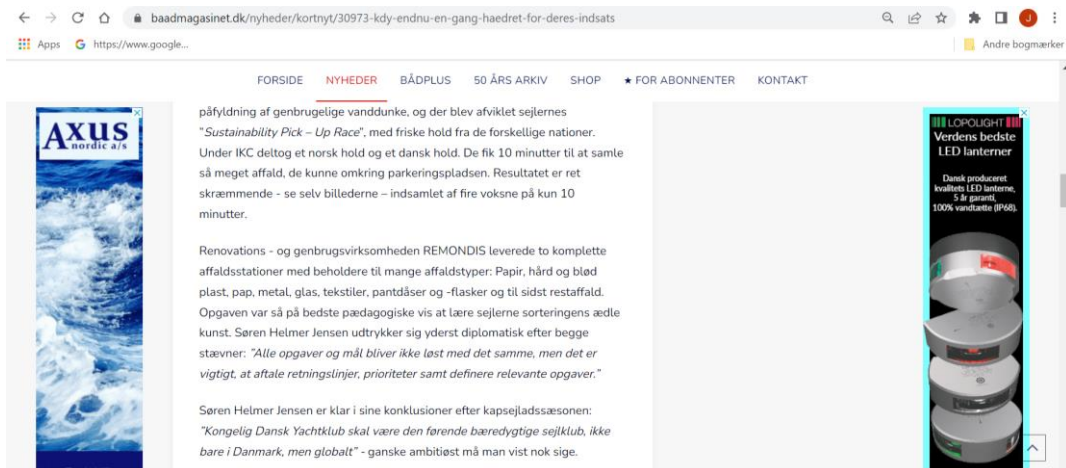 baadmagasinet.dk/nyheder/kortnyt/30973-kdy-endnu-en-gang-haedret-for-deres-indsats
J
Apps G https://www.google...
Andre bogmærker
FORSIDE NYHEDER BÅDPLUS 50 ÅRS ARKIV SHOP ★ FOR ABONNENTER KONTAKT
AXUS
nordic a/s
påfyldning af genbrugelige vanddunke, og der blev afviklet sejlernes
"Sustainability Pick – Up Race", med friske hold fra de forskellige nationer.
Under IKC deltog et norsk hold og et dansk hold. De fik 10 minutter til at samle
så meget affald, de kunne omkring parkeringspladsen. Resultatet er ret
skræmmende - se selv billederne – indsamlet af fire voksne på kun 10
minutter.
Renovations - og genbrugsvirksomheden REMONDIS leverede to komplette
affaldsstationer med beholdere til mange affaldstyper: Papir, hård og blød
plast, pap, metal, glas, tekstiler, pantdåser og -flasker og til sidst restaffald.
Opgaven var så på bedste pædagogiske vis at lære sejlerne sorteringens ædle
kunst. Søren Helmer Jensen udtrykker sig yderst diplomatisk efter begge
stævner: "Alle opgaver og mål bliver ikke løst med det samme, men det er
vigtigt, at aftale retningslinjer, prioriteter samt definere relevante opgaver."
Søren Helmer Jensen er klar i sine konklusioner efter kapsejladssæsonen:
"Kongelig Dansk Yachtklub skal være den førende bæredygtige sejlklub, ikke
bare i Danmark, men globalt" - ganske ambitiøst må man vist nok sige.
LOPOLIGHT
Verdens bedste
LED lanterner
Dansk produceret
kvalitets LED lanterne,
5 år garanti,
100% vandtætte (IP68).